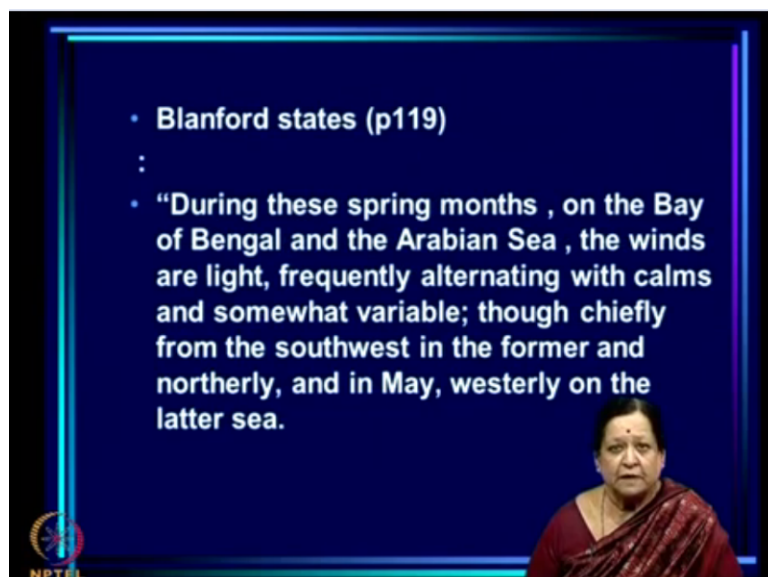 • Blanford states (p119)
:
• “During these spring months , on the Bay
of Bengal and the Arabian Sea , the winds
are light, frequently alternating with calms
and somewhat variable; though chiefly
from the southwest in the former and
northerly, and in May, westerly on the
latter sea.
NPTEL